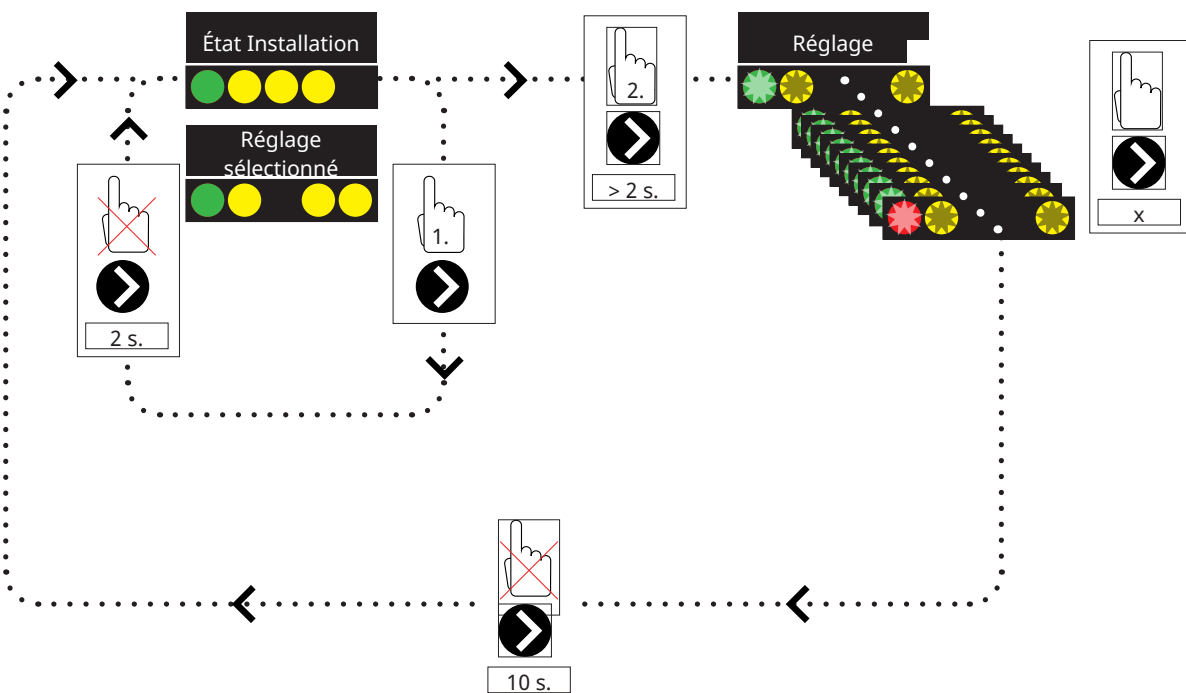 État Installation
Réglage
sélectionné
2 s.
1.
2.
> 2 s.
Réglage
x
10 s.